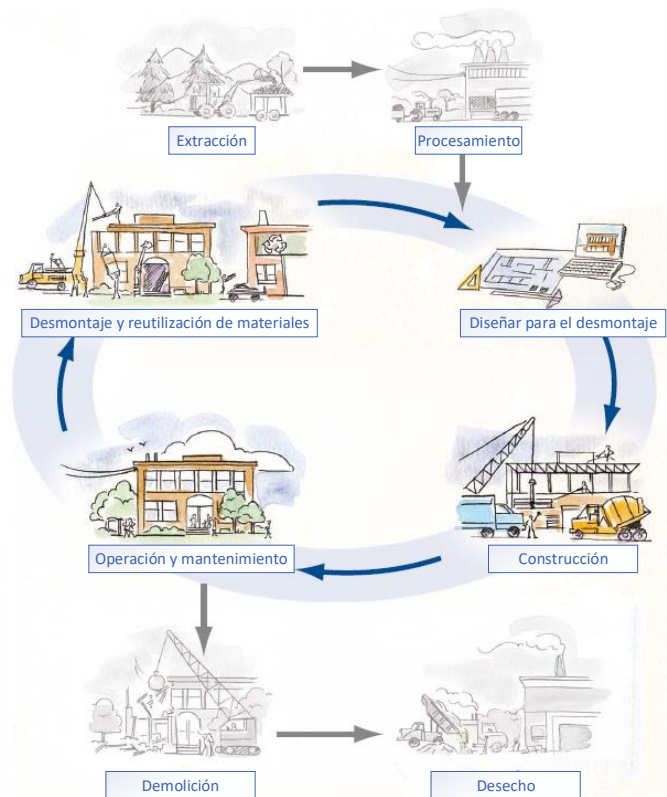 Extracción
Procesamiento
Desmontaje y reutilización de materiales
Diseñar para el desmontaje
Operación y mantenimiento
Construcción
Demolición
Desecho